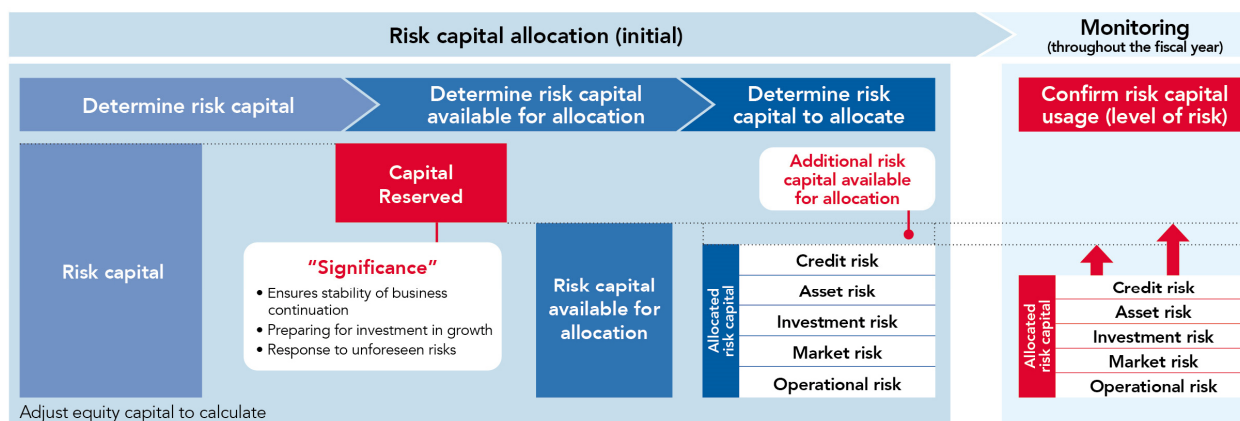 Risk capital allocation (initial)
Monitoring
(throughout the fiscal year)
Determine risk capital
Determine risk capital
available for allocation
Determine risk
capital to allocate
Confirm risk capital
usage (level of risk)
Risk capital
Capital
Reserved
“Significance”
• Ensures stability of business
continuation
• Preparing for investment in growth
• Response to unforeseen risks
Risk capital
available for
allocation
Additional risk
capital available
for allocation
Allocated
risk capital
Credit risk
Asset risk
Investment risk
Market risk
Operational risk
Allocated
risk capital
Credit risk
Asset risk
Investment risk
Market risk
Operational risk
Adjust equity capital to calculate